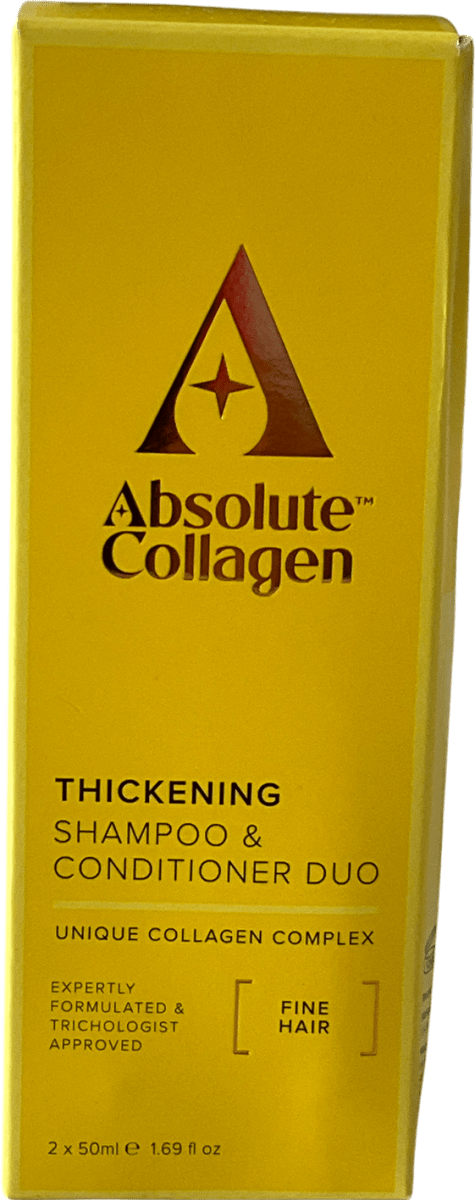 Absolute™
Collagen
THICKENING
SHAMPOO &
CONDITIONER DUO
UNIQUE COLLAGEN COMPLEX
EXPERTLY
FORMULATED &
TRICHOLOGIST
APPROVED
FINE
HAIR
2 x 50ml ℮ 1.69 fl oz